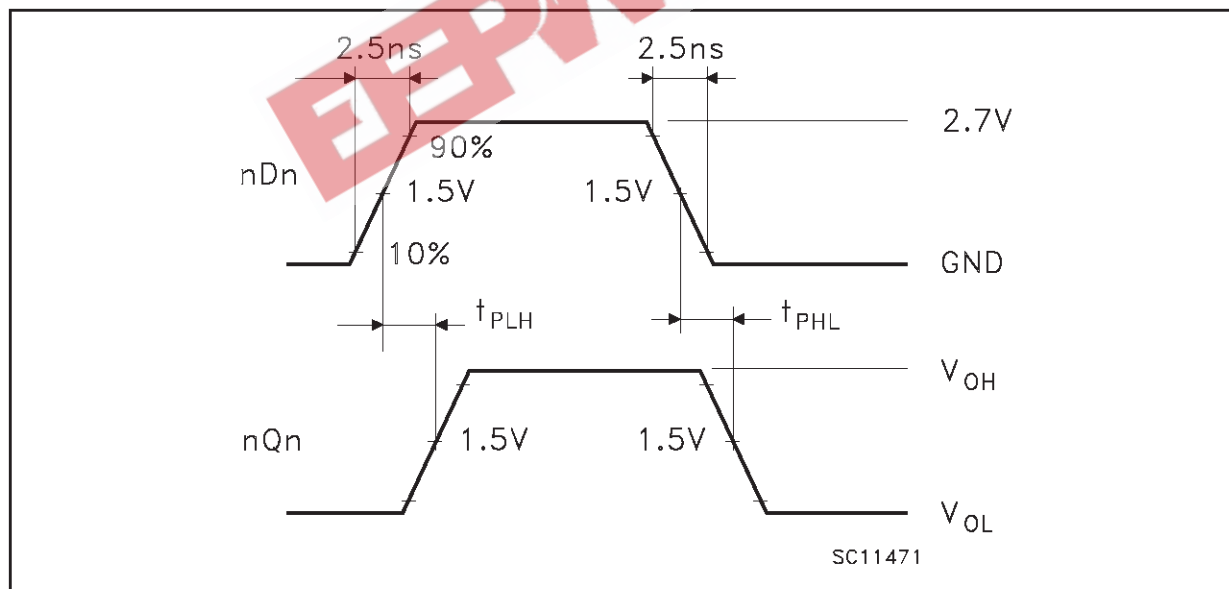 2.5ns 2.5ns
2.7V
90%
nDn 1.5V 1.5V
10% GND
tPLH tPHL
VOH
nQn 1.5V 1.5V
VOL
SC11471